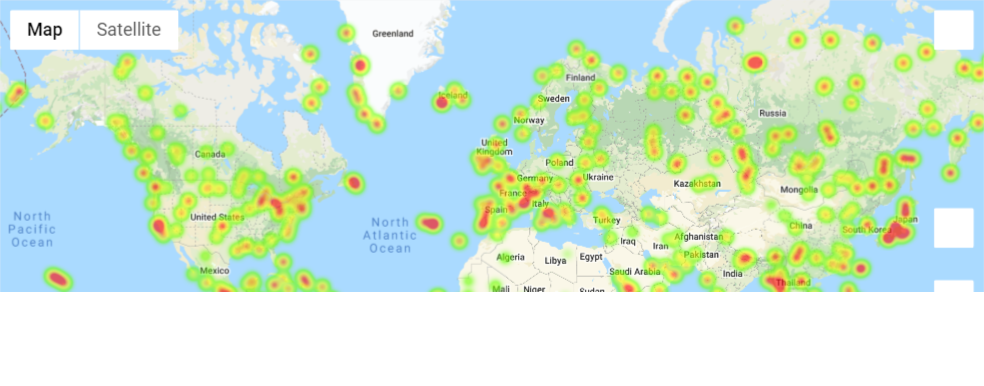 Map
Satellite
Greenland
Iceland
Finland
Sweden
Norway
Russia
United
Kingdom
Canada
Poland
Germany
Ukraine
France
Kazakhstan
Mongolia
Spain
Italy
United States
North
Pacific
Ocean
North
Atlantic
Ocean
Turkey
China
South Korea
Japan
Iraq
Iran
Afghanistan
Pakistan
Algeria
Libya
Egypt
Saudi Arabia
India
Mexico
Thailand
Mali
Niger
Sudan